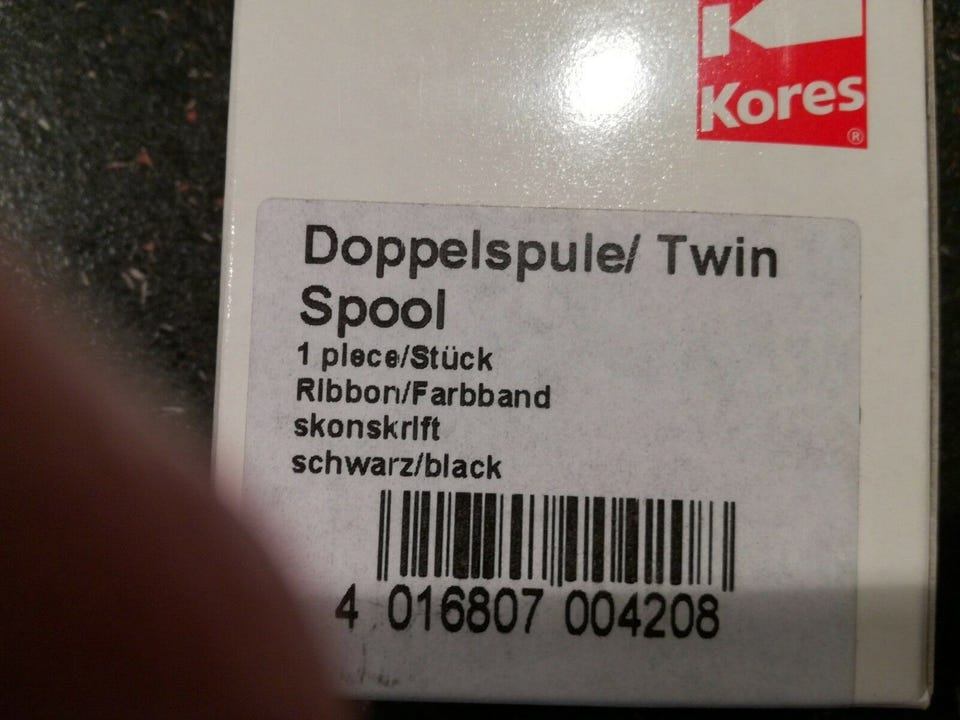 Kores
®
Doppelspule/ Twin
Spool
1 piece/Stück
Ribbon/Farbband
skonskrift
schwarz/black
4 016807 004208